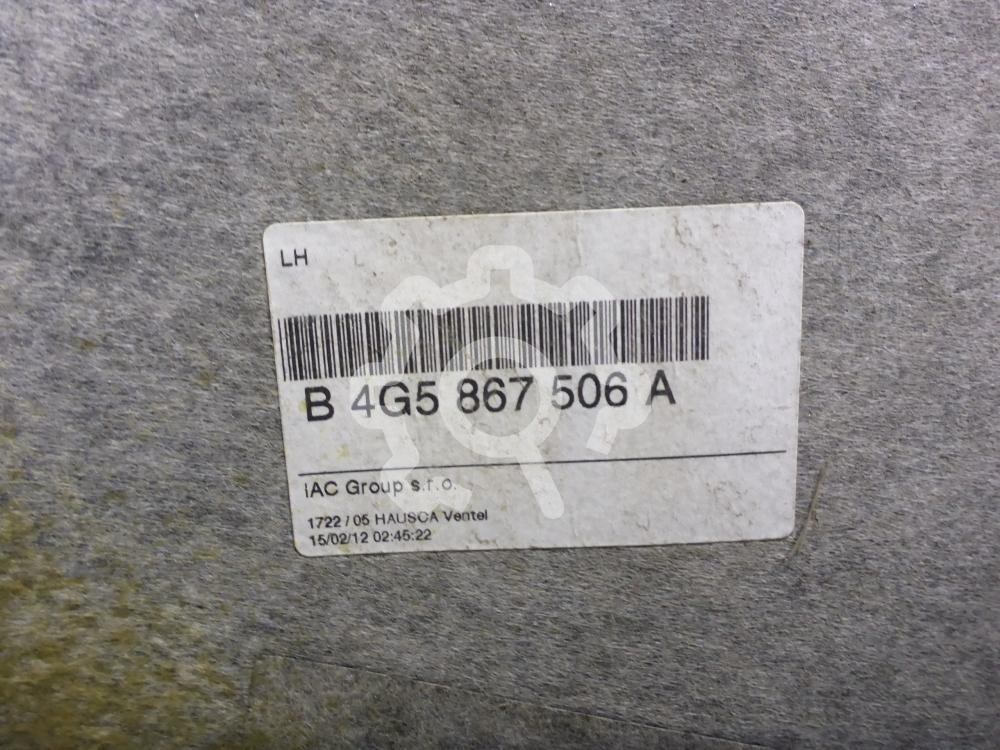 LH
B 4G5 867 506 A
IAC Group s.r.o.
1722 / 05 HAUSCA Ventel
15/02/12 02:45:22